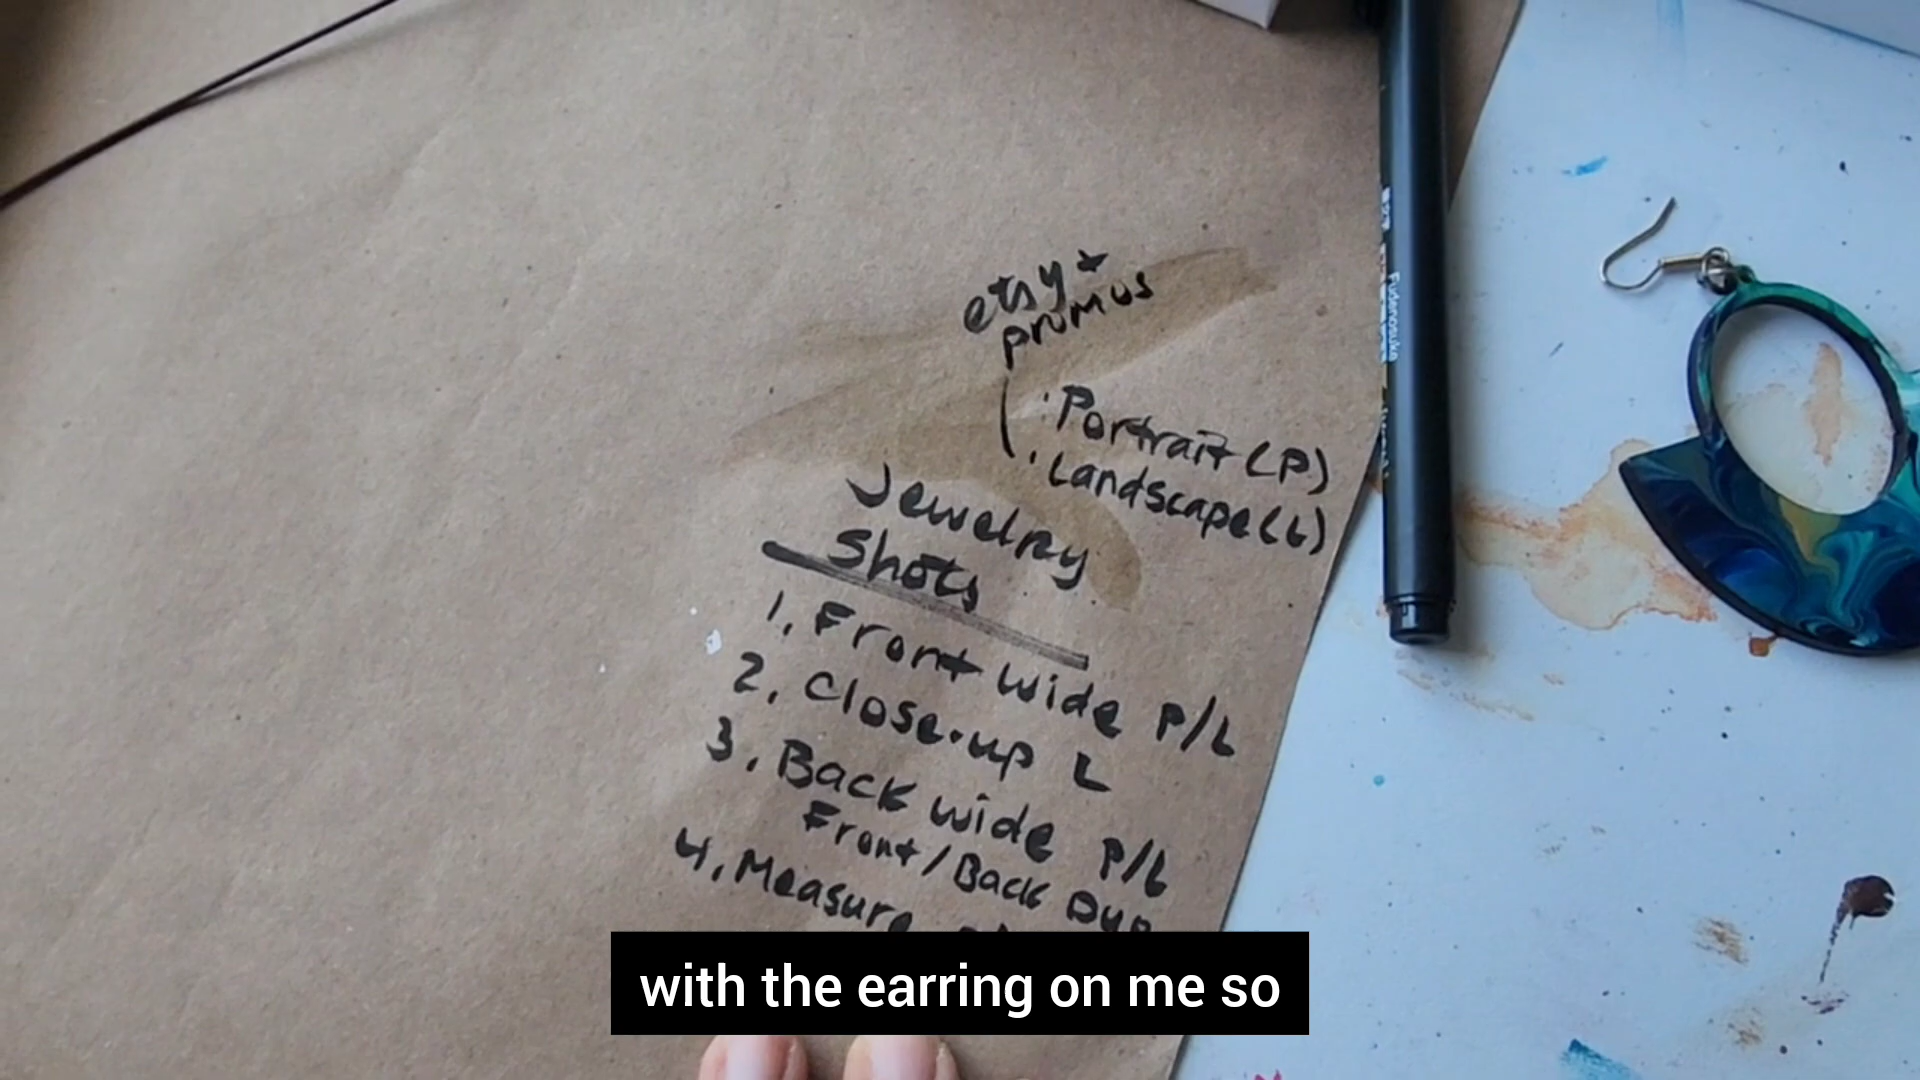 etsy +
promos
· Portrait (P)
· Landscape (L)
Jewelry
Shots
1. Front wide P/L
2. Close-up L
3. Back wide P/L
Front/Back
4. Measure
Fudenosuke
with the earring on me so